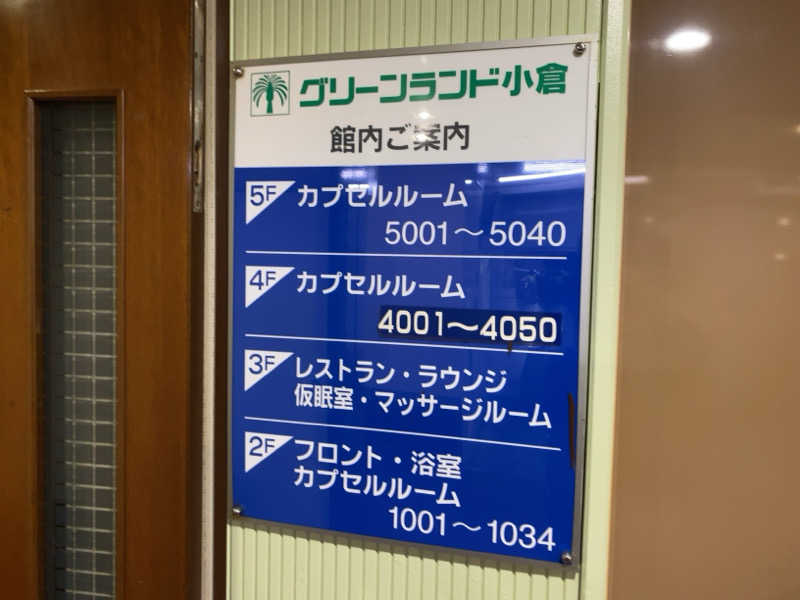 グリーンランド小倉
館内ご案内
5F カプセルルーム
5001〜5040
4F カプセルルーム
4001〜4050
3F レストラン・ラウンジ
仮眠室・マッサージルーム
2F フロント・浴室
カプセルルーム
1001〜1034